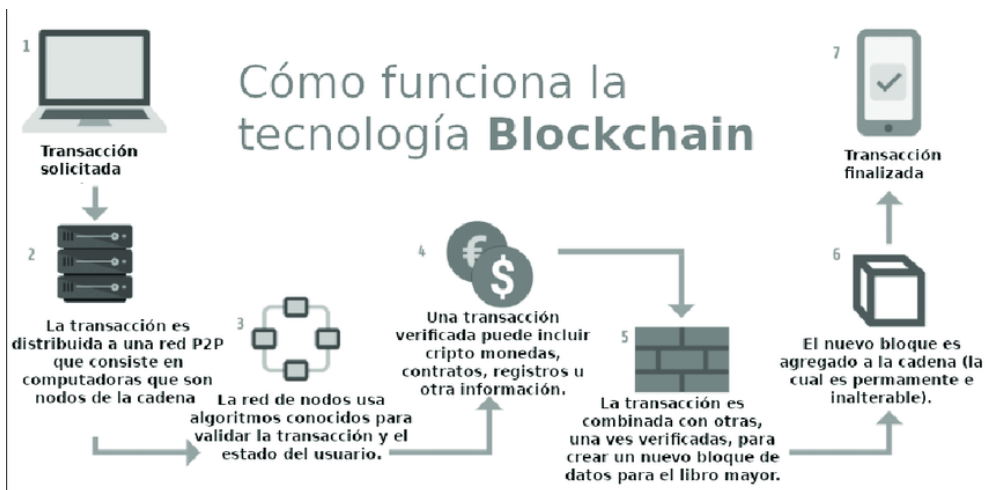 Cómo funciona la
tecnología Blockchain
1
Transacción
solicitada
2
La transacción es
distribuida a una red P2P
que consiste en
computadoras que son
nodos de la cadena
3
La red de nodos usa
algoritmos conocidos para
validar la transacción y el
estado del usuario.
4
€
$
Una transacción
verificada puede incluir
cripto monedas,
contratos, registros u
otra información.
5
La transacción es
combinada con otras,
una ves verificadas, para
crear un nuevo bloque de
datos para el libro mayor.
6
El nuevo bloque es
agregado a la cadena (la
cual es permamente e
inalterable).
7
Transacción
finalizada